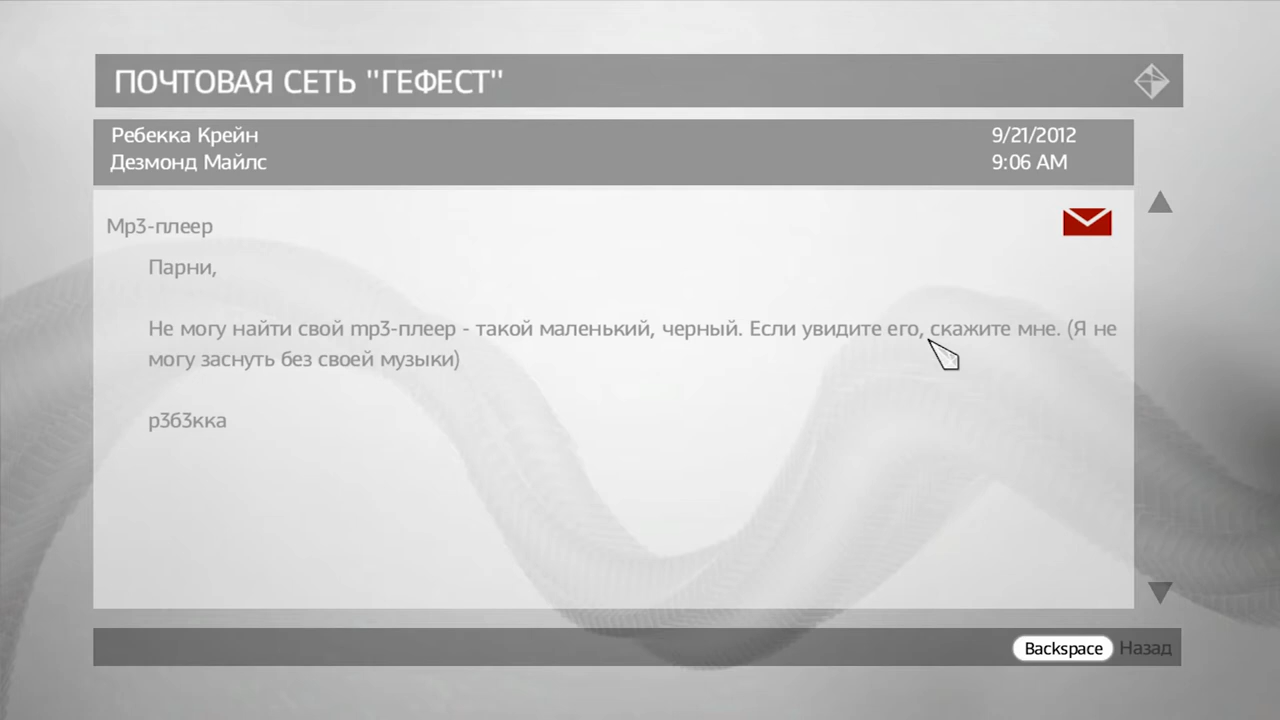 ПОЧТОВАЯ СЕТЬ "ГЕФЕСТ"
Ребекка Крейн 9/21/2012
Дезмонд Майлс 9:06 AM
Mp3-плеер
Парни,
Не могу найти свой mp3-плеер - такой маленький, черный. Если увидите его, скажите мне. (Я не
могу заснуть без своей музыки)
р3б3кка
Backspace Назад